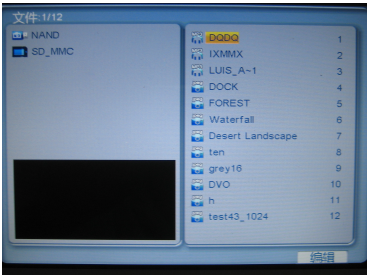 文件:1/12
NAND
SD_MMC
DQDQ 1
IXMMX 2
LUIS_A~1 3
DOCK 4
FOREST 5
Waterfall 6
Desert Landscape 7
ten 8
grey16 9
DVO 10
h 11
test43_1024 12
编辑